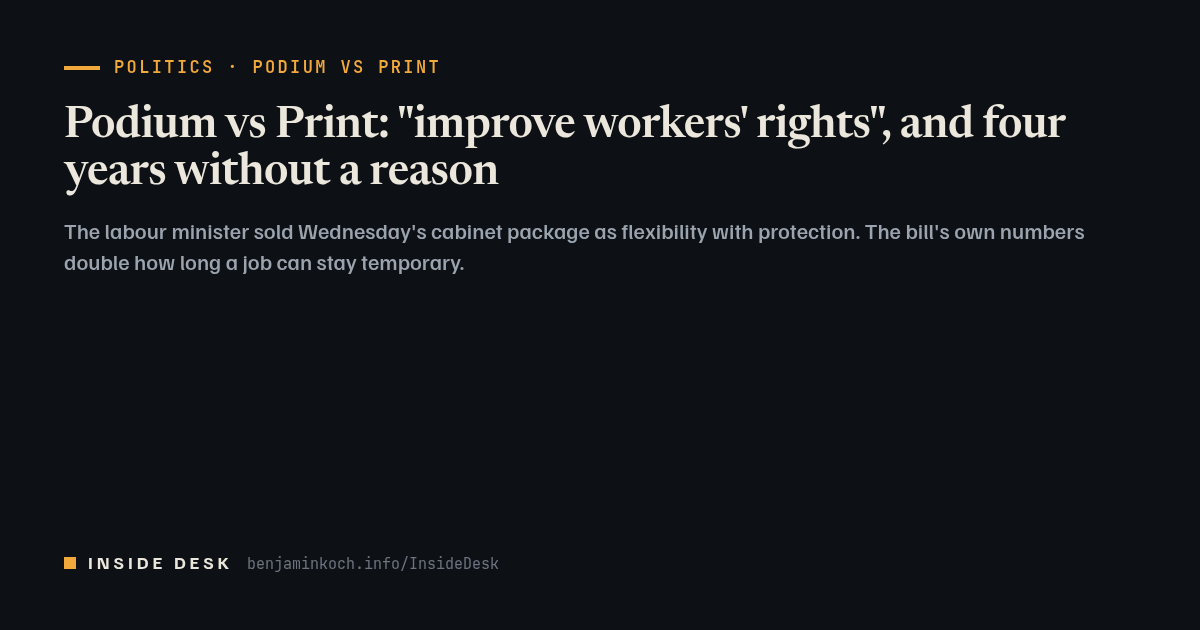 POLITICS · PODIUM VS PRINT
Podium vs Print: "improve workers' rights", and four
years without a reason
The labour minister sold Wednesday's cabinet package as flexibility with protection. The bill's own numbers
double how long a job can stay temporary.
INSIDE DESK benjaminkoch.info/InsideDesk